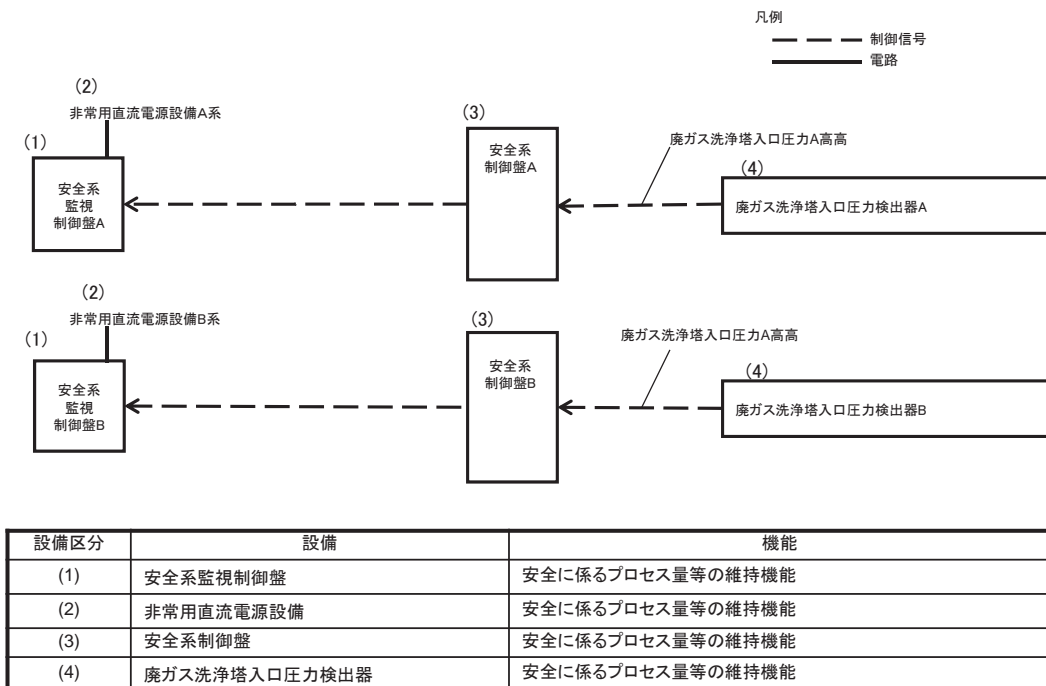 凡例
制御信号
電路
(2)
非常用直流電源設備A系
(1)
安全系
監視
制御盤A
(3)
安全系
制御盤A
廃ガス洗浄塔入口圧力A高高
(4)
廃ガス洗浄塔入口圧力検出器A
(2)
非常用直流電源設備B系
(1)
安全系
監視
制御盤B
(3)
安全系
制御盤B
廃ガス洗浄塔入口圧力A高高
(4)
廃ガス洗浄塔入口圧力検出器B
設備区分 設備 機能
(1) 安全系監視制御盤 安全に係るプロセス量等の維持機能
(2) 非常用直流電源設備 安全に係るプロセス量等の維持機能
(3) 安全系制御盤 安全に係るプロセス量等の維持機能
(4) 廃ガス洗浄塔入口圧力検出器 安全に係るプロセス量等の維持機能